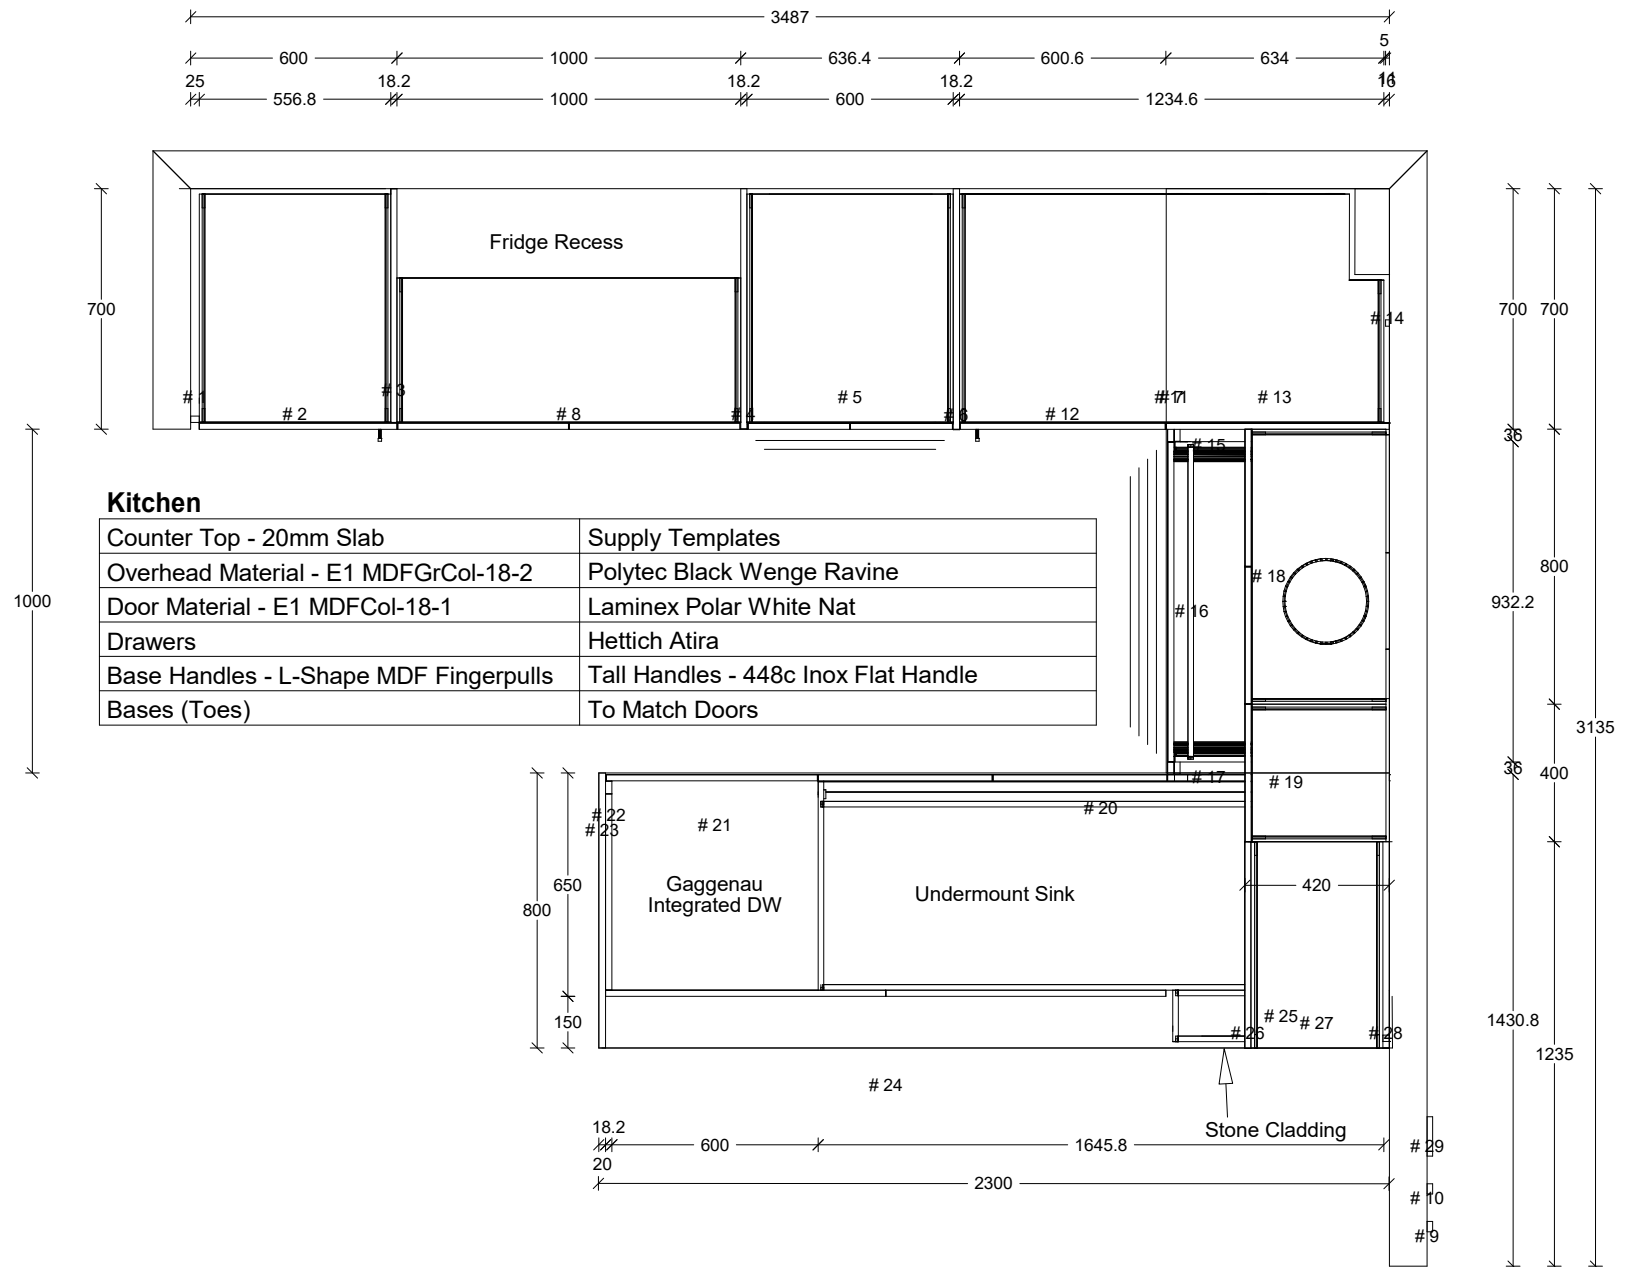 3487
5
600 1000 636.4 600.6 634
25 18.2 18.2 18.2 16
556.8 1000 600 1234.6
Fridge Recess
700 700 700
# 14
# 1 # 3 # 5 # 11 # 13
# 2 # 8 # 4 # 6 # 12
36
# 15
Kitchen
Counter Top - 20mm Slab Supply Templates
Overhead Material - E1 MDFGrCol-18-2 Polytec Black Wenge Ravine
Door Material - E1 MDFCol-18-1 Laminex Polar White Nat
Drawers Hettich Atira
Base Handles - L-Shape MDF Fingerpulls Tall Handles - 448c Inox Flat Handle
Bases (Toes) To Match Doors
1000
# 18 800
# 16 932.2
3135
36 400
# 17 # 19
# 20
# 22
# 23 # 21
650 Gaggenau
Integrated DW
Undermount Sink
420
800
150
# 25 # 27
# 26 # 28
1430.8
1235
# 24
18.2
600 1645.8
20
Stone Cladding
2300
# 29
# 10
# 9